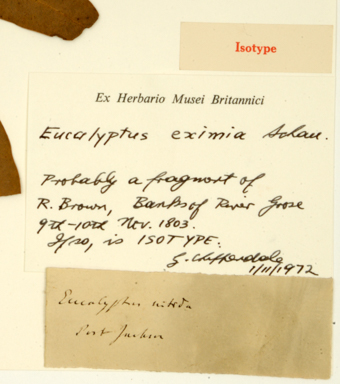 Isotype
Ex Herbario Musei Britannici
Eucalyptus eximia Schau.
Probably a fragment of
R. Brown, Banks of River Grose
9th-10th Nov. 1803.
If so, is ISOTYPE.
G. Chippendale
1/11/1972
Eucalyptus nitida
Port Jackson